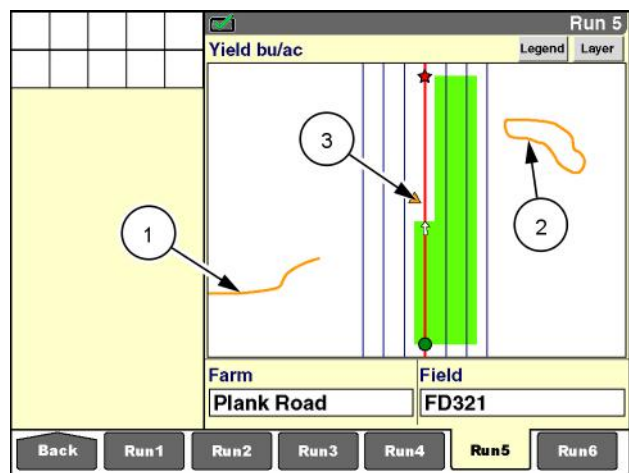 Run 5
Yield bu/ac
Legend
Layer
3
1
2
Farm
Field
Plank Road
FD321
Back
Run1
Run2
Run3
Run4
Run5
Run6